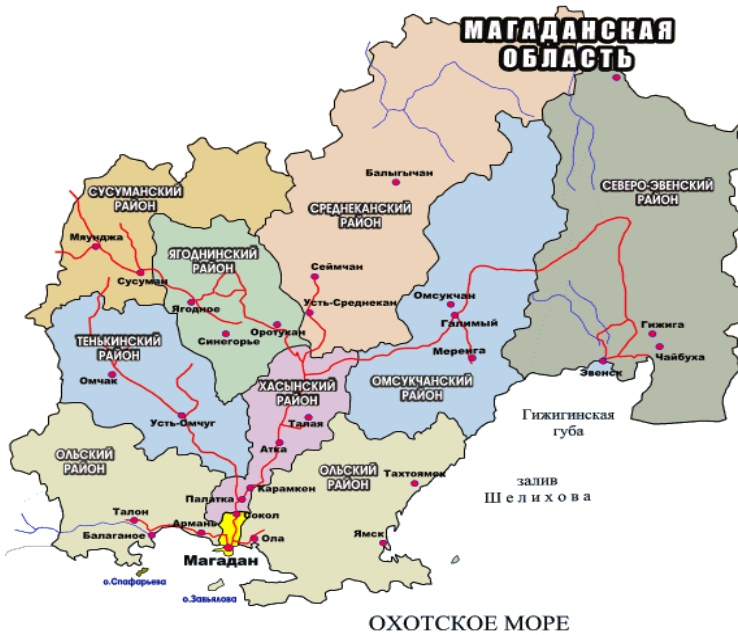 МАГАДАНСКАЯ
ОБЛАСТЬ
Балыгычан
СЕВЕРО-ЭВЕНСКИЙ
РАЙОН
СУСУМАНСКИЙ
РАЙОН
СРЕДНЕКАНСКИЙ
РАЙОН
Мяунджа
ЯГОДНИНСКИЙ
РАЙОН
Сеймчан
Сусуман
Омсукчан
Ягодное
Усть-Среднекан
Галимый
Оротукан
Гижига
ТЕНЬКИНСКИЙ
РАЙОН
Синегорье
Меренга
Чайбуха
Омчак
ХАСЫНСКИЙ
РАЙОН
ОМСУКЧАНСКИЙ
РАЙОН
Эвенск
Усть-Омчуг
Талая
Гижигинская
губа
Атка
ОЛЬСКИЙ
РАЙОН
ОЛЬСКИЙ
РАЙОН
Тахтоямск
Карамкен
Палатка
залив
Шелихова
Талон
Армань
Сокол
Балаганое
Ола
Ямск
Магадан
о.Спафарьева
о.Завьялова
ОХОТСКОЕ МОРЕ